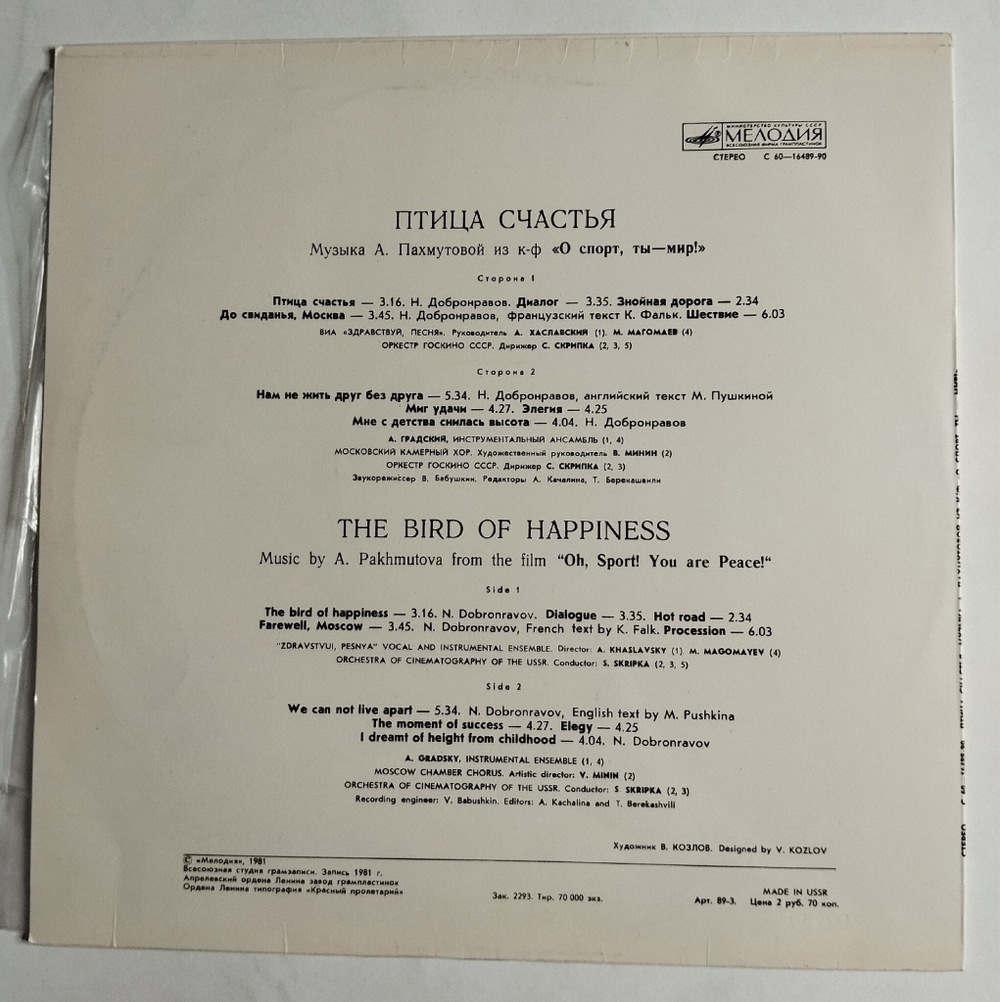 МИНИСТЕРСТВО КУЛЬТУРЫ СССР
МЕЛОДИЯ
ВСЕСОЮЗНАЯ ФИРМА ГРАМПЛАСТИНОК
СТЕРЕО С 60—16489-90
ПТИЦА СЧАСТЬЯ
Музыка А. Пахмутовой из к-ф «О спорт, ты—мир!»
Сторона 1
Птица счастья — 3.16. Н. Добронравов. Диалог — 3.35. Знойная дорога — 2.34
До свиданья, Москва — 3.45. Н. Добронравов, французский текст К. Фальк. Шествие — 6.03
ВИА «ЗДРАВСТВУЙ, ПЕСНЯ». Руководитель А. ХАСЛАВСКИЙ (1). М. МАГОМАЕВ (4)
ОРКЕСТР ГОСКИНО СССР. Дирижер С. СКРИПКА (2, 3, 5)
Сторона 2
Нам не жить друг без друга — 5.34. Н. Добронравов, английский текст М. Пушкиной
Миг удачи — 4.27. Элегия — 4.25
Мне с детства снилась высота — 4.04. Н. Добронравов
А. ГРАДСКИЙ, ИНСТРУМЕНТАЛЬНЫЙ АНСАМБЛЬ (1, 4)
МОСКОВСКИЙ КАМЕРНЫЙ ХОР. Художественный руководитель В. МИНИН (2)
ОРКЕСТР ГОСКИНО СССР. Дирижер С. СКРИПКА (2, 3)
Звукорежиссер В. Бабушкин. Редакторы А. Качалина, Т. Берекашвили
THE BIRD OF HAPPINESS
Music by A. Pakhmutova from the film "Oh, Sport! You are Peace!"
Side 1
The bird of happiness — 3.16. N. Dobronravov. Dialogue — 3.35. Hot road — 2.34
Farewell, Moscow — 3.45. N. Dobronravov, French text by K. Falk. Procession — 6.03
"ZDRAVSTVUI, PESNYA" VOCAL AND INSTRUMENTAL ENSEMBLE. Director: A. KHASLAVSKY (1). M. MAGOMAYEV (4)
ORCHESTRA OF CINEMATOGRAPHY OF THE USSR. Conductor: S. SKRIPKA (2, 3, 5)
Side 2
We can not live apart — 5.34. N. Dobronravov, English text by M. Pushkina
The moment of success — 4.27. Elegy — 4.25
I dreamt of height from childhood — 4.04. N. Dobronravov
A. GRADSKY, INSTRUMENTAL ENSEMBLE (1, 4)
MOSCOW CHAMBER CHORUS. Artistic director: V. MININ (2)
ORCHESTRA OF CINEMATOGRAPHY OF THE USSR. Conductor: S. SKRIPKA (2, 3)
Recording engineer: V. Babushkin. Editors: A. Kachalina and T. Berekashvili
Художник В. КОЗЛОВ. Designed by V. KOZLOV
© «Мелодия», 1981
Всесоюзная студия грамзаписи. Запись 1981 г.
Апрелевский ордена Ленина завод грампластинок
Ордена Ленина типография «Красный пролетарий»
Зак. 2293. Тир. 70 000 экз.
MADE IN USSR
Арт. 89-3. Цена 2 руб. 70 коп.
СТЕРЕО